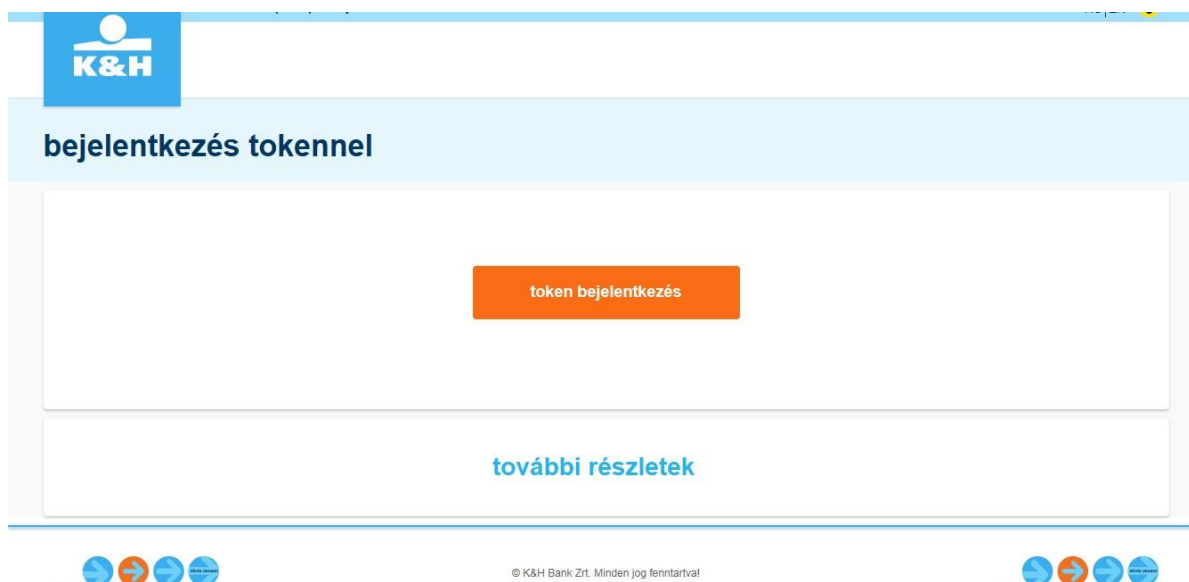 K&H
bejelentkezés tokennel
token bejelentkezés
további részletek
© K&H Bank Zrt. Minden jog fenntartva!